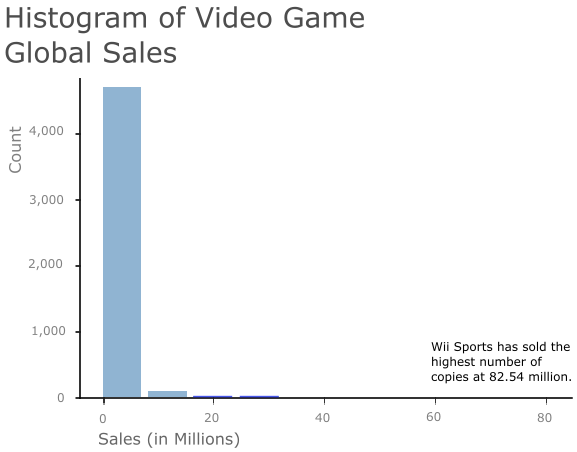 Histogram of Video Game
Global Sales
Count
4,000
3,000
2,000
1,000
0
Wii Sports has sold the
highest number of
copies at 82.54 million.
0
20
40
60
80
Sales (in Millions)